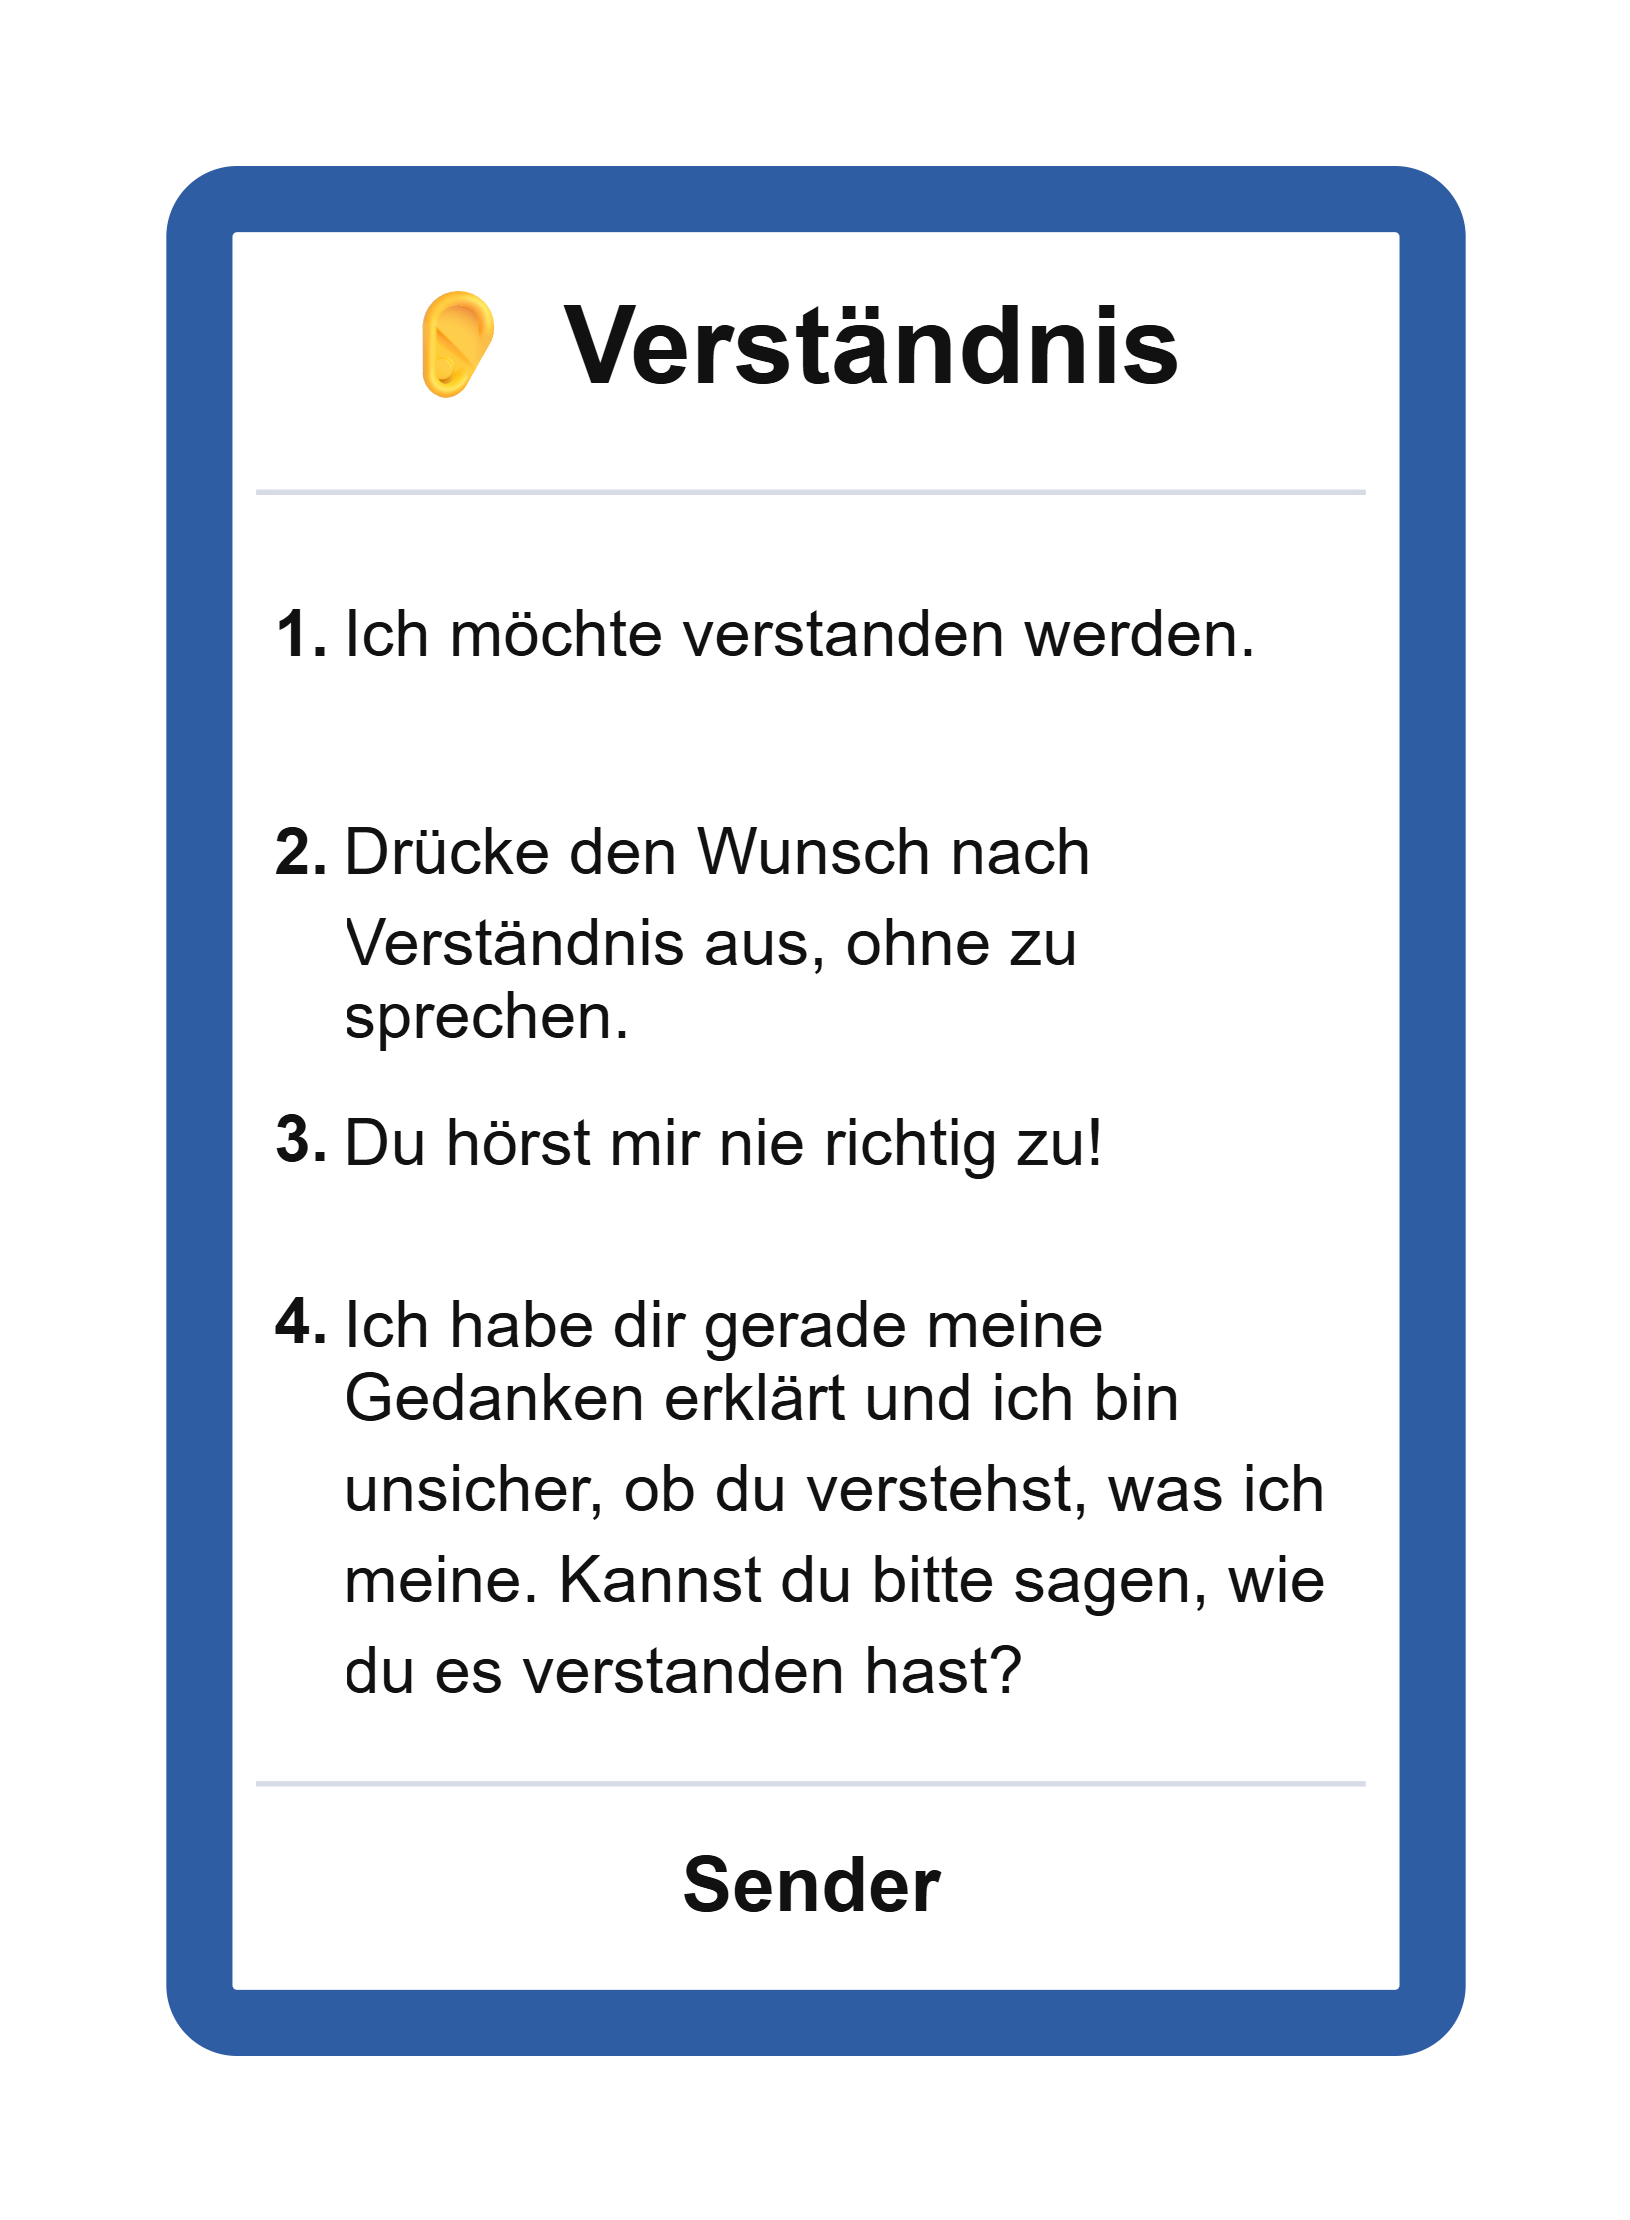 Verständnis
1. Ich möchte verstanden werden.
2. Drücke den Wunsch nach
Verständnis aus, ohne zu
sprechen.
3. Du hörst mir nie richtig zu!
4. Ich habe dir gerade meine
Gedanken erklärt und ich bin
unsicher, ob du verstehst, was ich
meine. Kannst du bitte sagen, wie
du es verstanden hast?
Sender